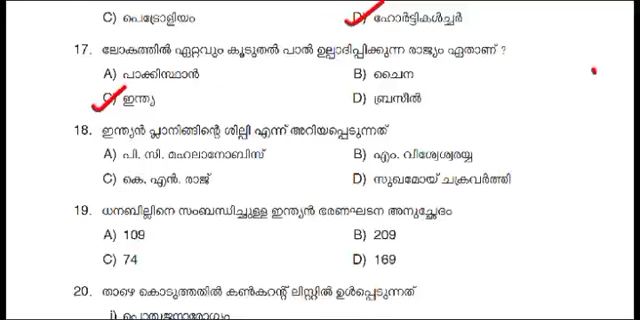 C) പെട്രോളിയം D) ഹോർട്ടികൾച്ചർ
17. ലോകത്തിൽ ഏറ്റവും കൂടുതൽ പാൽ ഉല്പാദിപ്പിക്കുന്ന രാജ്യം ഏതാണ് ?
A) പാക്കിസ്ഥാൻ B) ചൈന
C) ഇന്ത്യ D) ബ്രസീൽ
18. ഇന്ത്യൻ പ്ലാനിങ്ങിന്റെ ശില്പി എന്ന് അറിയപ്പെടുന്നത്
A) പി. സി. മഹലാനോബിസ് B) എം. വിശ്വേശ്വരയ്യ
C) കെ. എൻ. രാജ് D) സുഖമോയ് ചക്രവർത്തി
19. ധനബില്ലിനെ സംബന്ധിച്ചുള്ള ഇന്ത്യൻ ഭരണഘടന അനുച്ഛേദം
A) 109 B) 209
C) 74 D) 169
20. താഴെ കൊടുത്തതിൽ കൺകറന്റ് ലിസ്റ്റിൽ ഉൾപ്പെടുന്നത്
i) പൊതുജനാരോഗ്യം